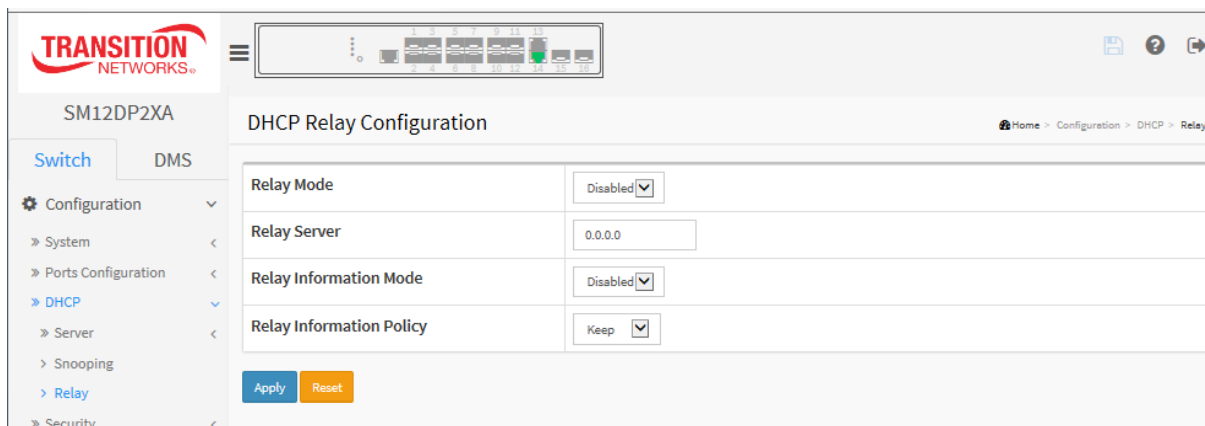 TRANSITION
NETWORKS®
1 3 5 7 9 11 13
2 4 6 8 10 12 14 15 16
SM12DP2XA
Switch DMS
Configuration
System
Ports Configuration
DHCP
Server
Snooping
Relay
Security
DHCP Relay Configuration
Home > Configuration > DHCP > Relay
Relay Mode Disabled
Relay Server 0.0.0.0
Relay Information Mode Disabled
Relay Information Policy Keep
Apply Reset